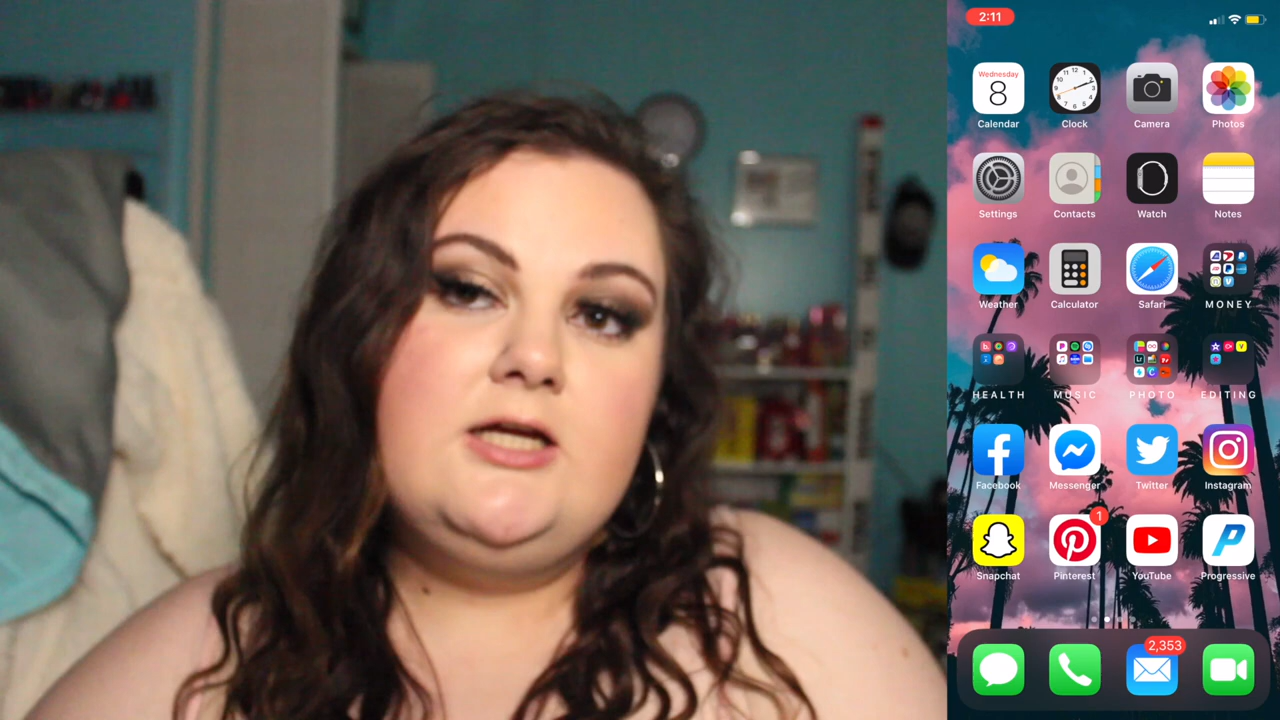 2:11
Wednesday
8
Calendar
Clock
Camera
Photos
Settings
Contacts
Watch
Notes
Weather
Calculator
Safari
MONEY
HEALTH
MUSIC
PHOTO
EDITING
Facebook
Messenger
Twitter
Instagram
1
Snapchat
Pinterest
YouTube
Progressive
2,353